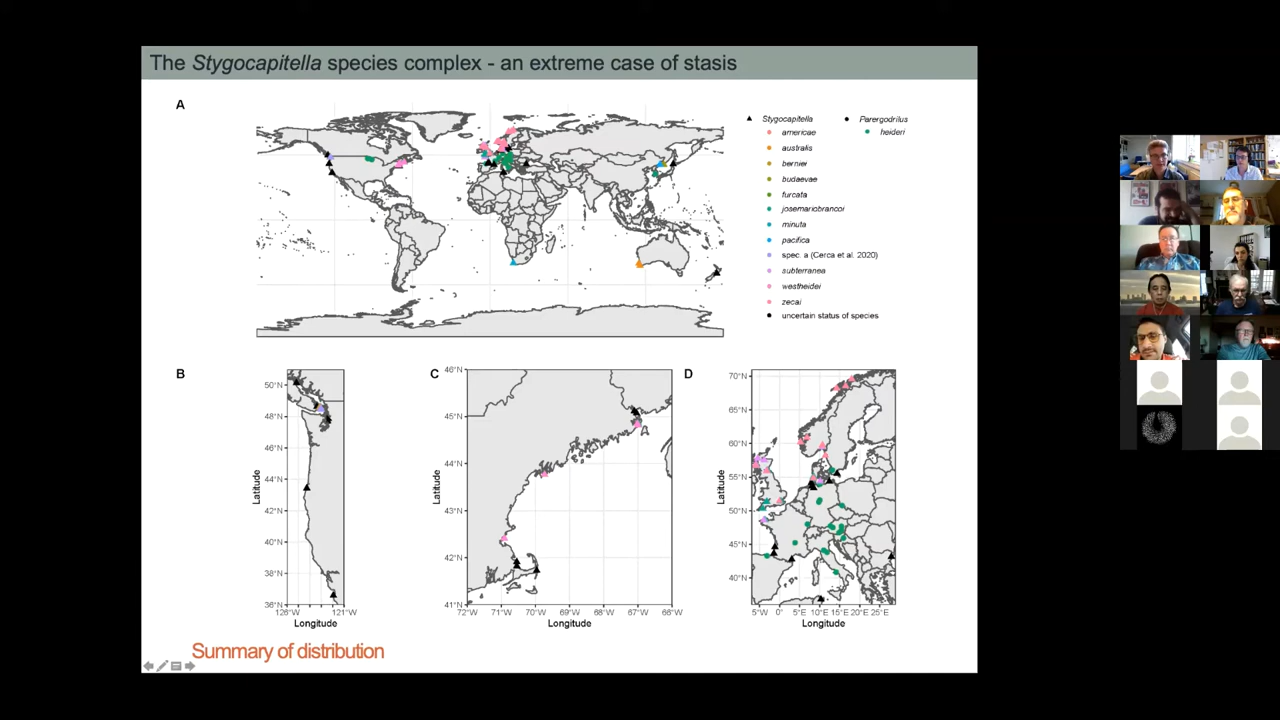 The Stygocapitella species complex - an extreme case of stasis
A
Stygocapitella
americae
australis
bernier
budaevae
furcata
josemariobrancoi
minuta
pacifica
spec. a (Cerca et al. 2020)
subterranea
westheidei
zecai
uncertain status of species
Parergodrilus
heideri
B
50°N
48°N
46°N
44°N
42°N
40°N
38°N
36°N
126°W
121°W
Latitude
Longitude
C
46°N
45°N
44°N
43°N
42°N
41°N
72°W
71°W
70°W
69°W
68°W
67°W
66°W
Latitude
Longitude
D
70°N
65°N
60°N
55°N
50°N
45°N
40°N
5°W
0°
5°E
10°E
15°E
20°E
25°E
Latitude
Longitude
Summary of distribution